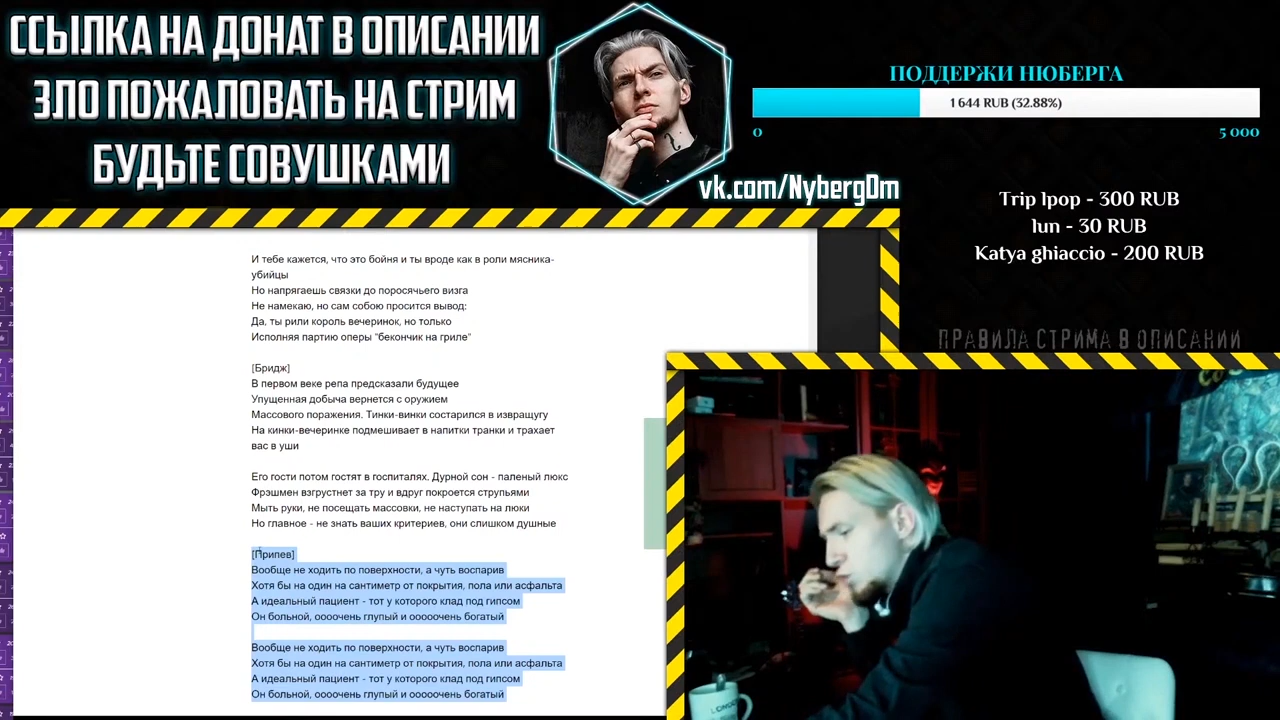 ССЫЛКА НА ДОНАТ В ОПИСАНИИ
ЗЛО ПОЖАЛОВАТЬ НА СТРИМ
БУДЬТЕ СОВУШКАМИ
vk.com/NybergDm
ПОДДЕРЖИ НЮБЕРГА
1 644 RUB (32.88%)
0
5 000
Trip lpop - 300 RUB
lun - 30 RUB
Katya ghiaccio - 200 RUB
ПРАВИЛА СТРИМА В ОПИСАНИИ
И тебе кажется, что это бойня и ты вроде как в роли мясника-
убийцы
Но напрягаешь связки до поросячьего визга
Не намекаю, но сам собою просится вывод:
Да, ты рили король вечеринок, но только
Исполняя партию оперы "бекончик на гриле"
[Бридж]
В первом веке репа предсказали будущее
Упущенная добыча вернется с оружием
Массового поражения. Тинки-винки состарился в извращугу
На кинки-вечеринке подмешивает в напитки транки и трахает
вас в уши
Его гости потом гостят в госпиталях. Дурной сон - паленый люкс
Фрэшмен взгрустнет за тру и вдруг покроется струпьями
Мыть руки, не посещать массовки, не наступать на люки
Но главное - не знать ваших критериев, они слишком душные
[Припев]
Вообще не ходить по поверхности, а чуть воспарив
Хотя бы на один на сантиметр от покрытия, пола или асфальта
А идеальный пациент - тот у которого клад под гипсом
Он больной, оооочень глупый и оооооочень богатый
Вообще не ходить по поверхности, а чуть воспарив
Хотя бы на один на сантиметр от покрытия, пола или асфальта
А идеальный пациент - тот у которого клад под гипсом
Он больной, оооочень глупый и оооооочень богатый